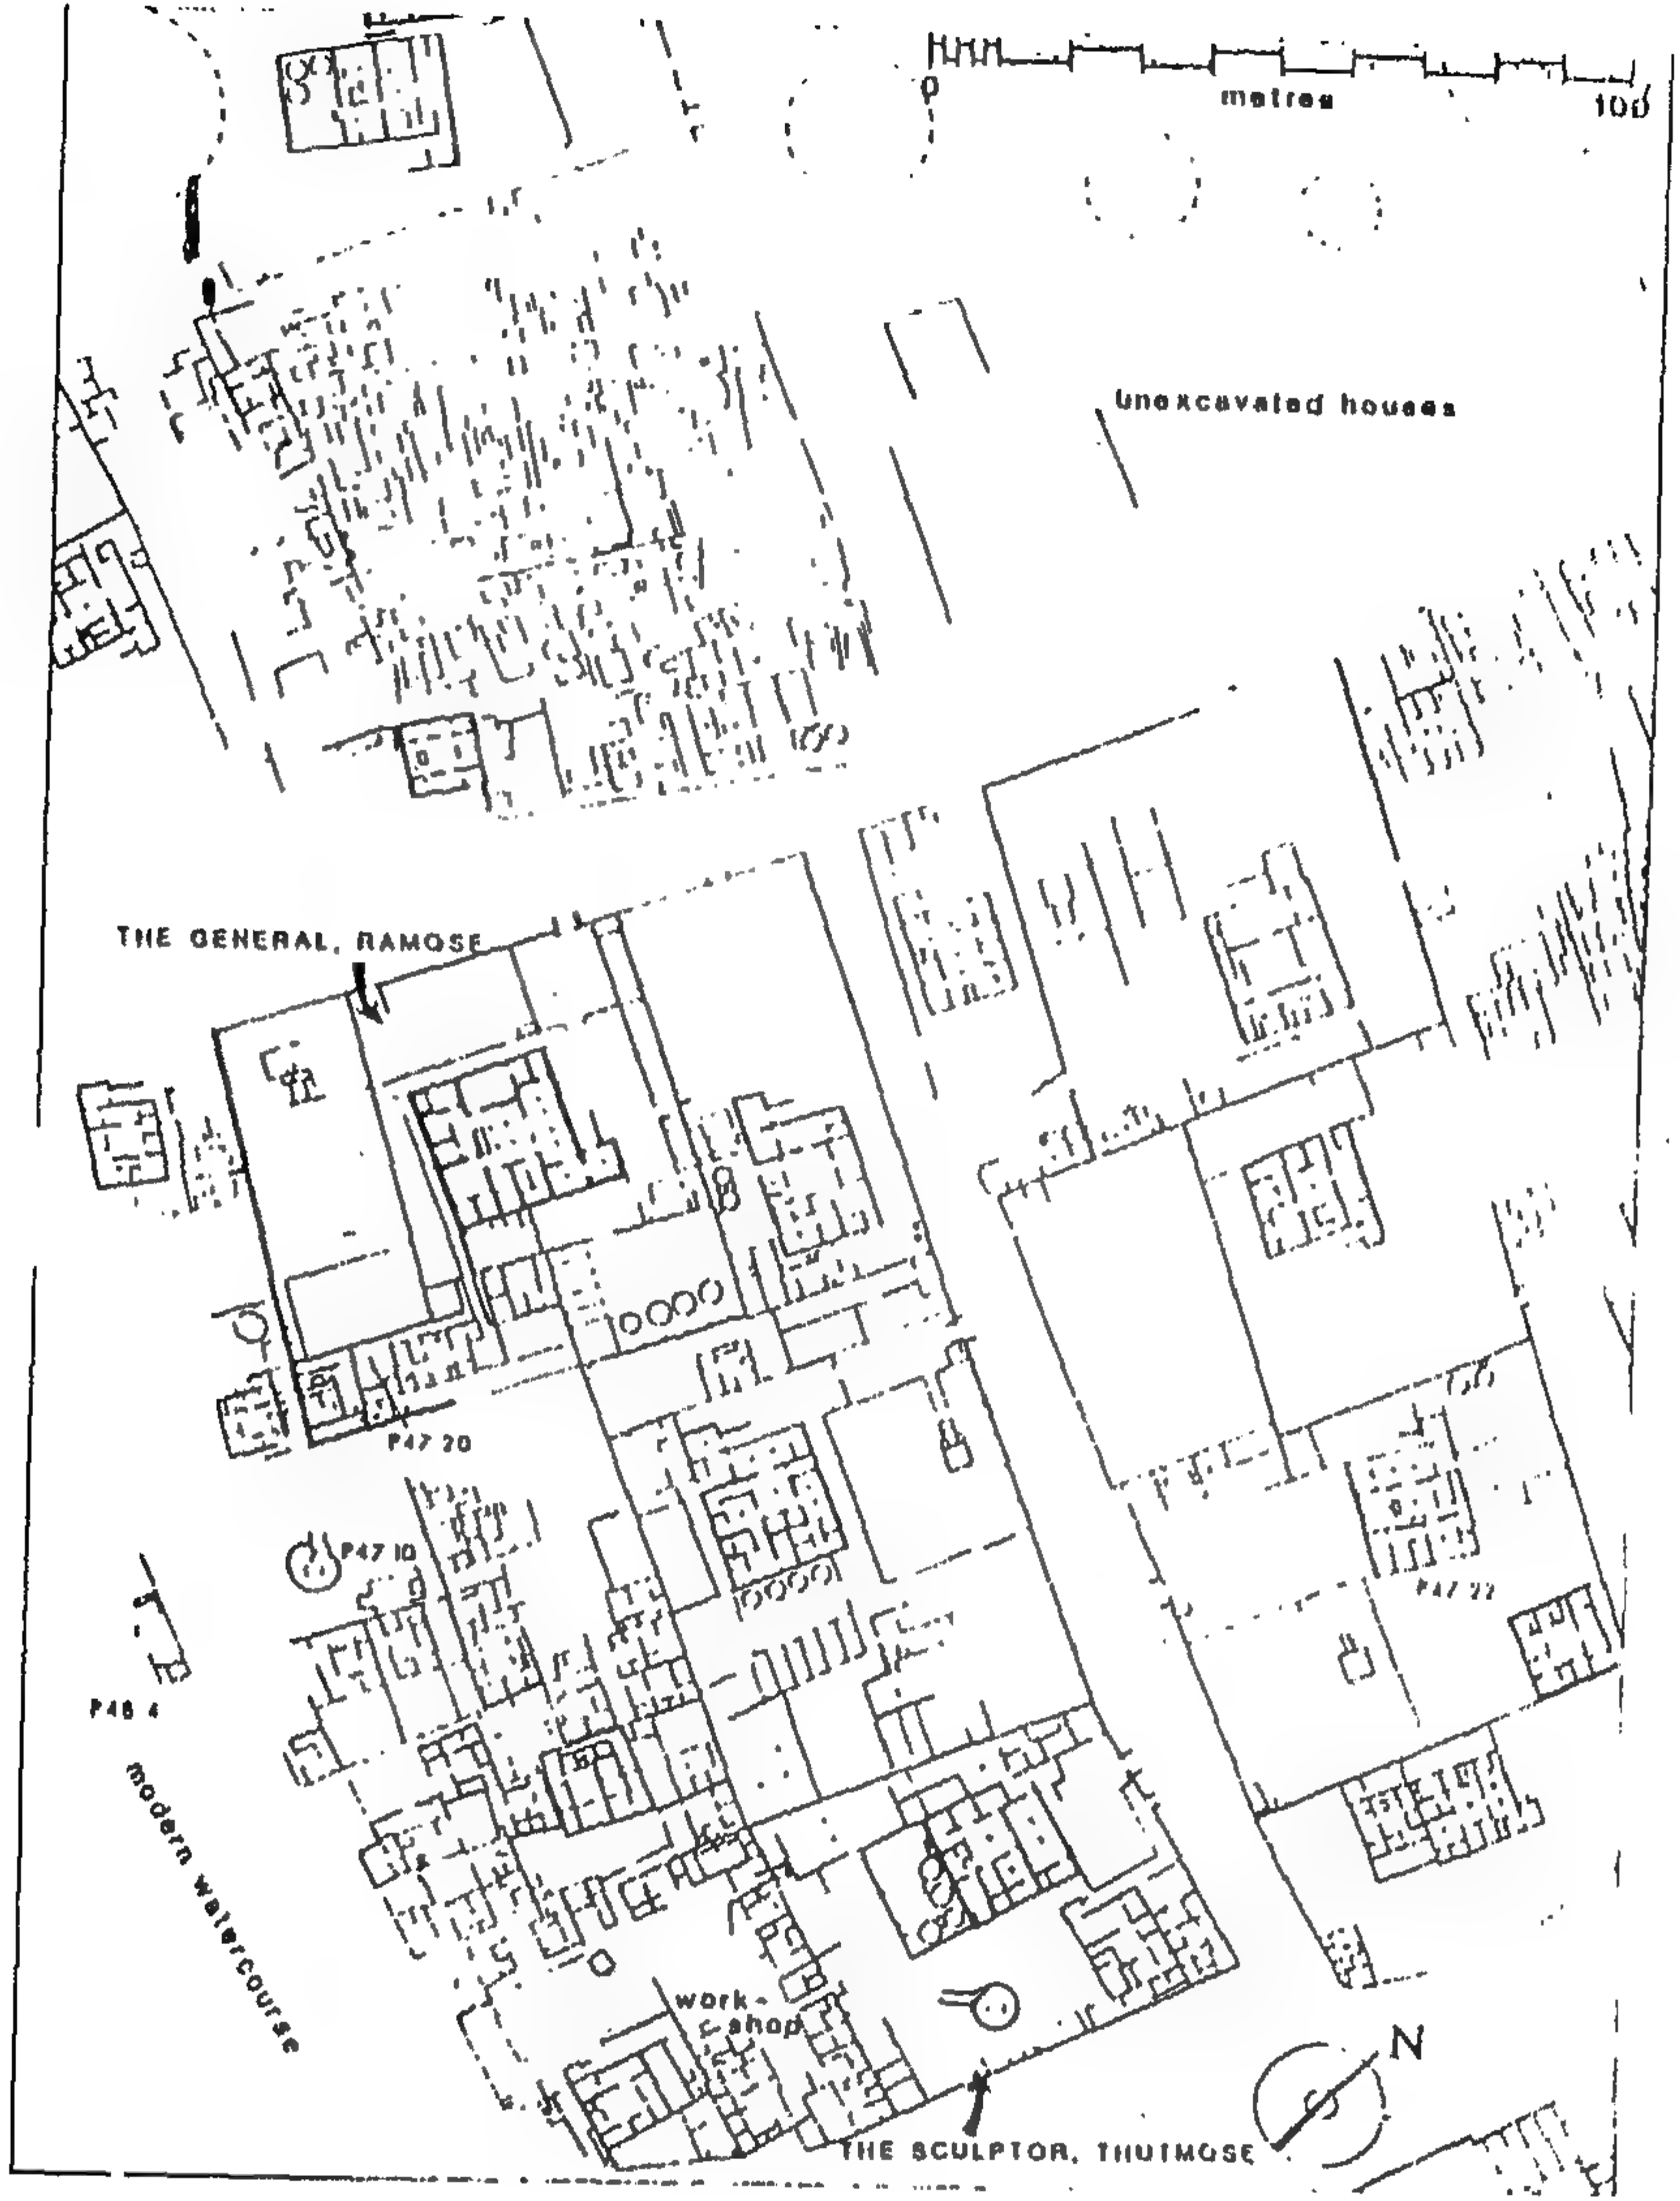 0
metres
100
Unexcavated houses
THE GENERAL, RAMOSE
P47 20
P47 10
P47 22
P48 4
modern watercourse
work-
shop
N
THE SCULPTOR, THUTMOSE